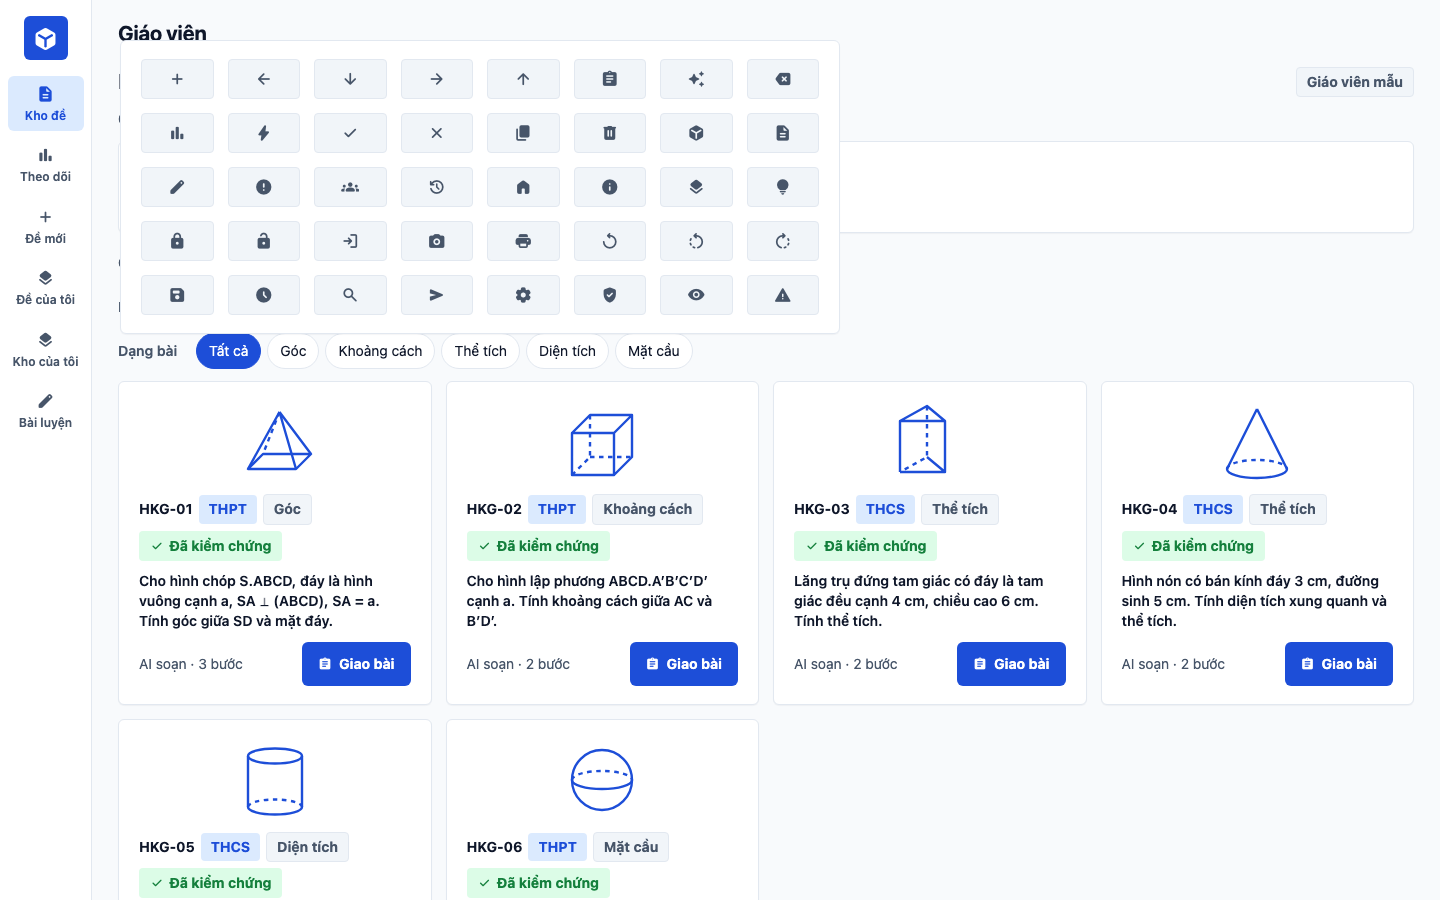 Giáo viên
Giáo viên mẫu
Kho đề
Theo dõi
Đề mới
Đề của tôi
Kho của tôi
Bài luyện
Dạng bài
Tất cả
Góc
Khoảng cách
Thể tích
Diện tích
Mặt cầu
HKG-01 THPT Góc
Đã kiểm chứng
Cho hình chóp S.ABCD, đáy là hình
vuông cạnh a, SA ⊥ (ABCD), SA = a.
Tính góc giữa SD và mặt đáy.
AI soạn · 3 bước
Giao bài
HKG-02 THPT Khoảng cách
Đã kiểm chứng
Cho hình lập phương ABCD.A’B’C’D’
cạnh a. Tính khoảng cách giữa AC và
B’D’.
AI soạn · 2 bước
Giao bài
HKG-03 THCS Thể tích
Đã kiểm chứng
Lăng trụ đứng tam giác có đáy là tam
giác đều cạnh 4 cm, chiều cao 6 cm.
Tính thể tích.
AI soạn · 2 bước
Giao bài
HKG-04 THCS Thể tích
Đã kiểm chứng
Hình nón có bán kính đáy 3 cm, đường
sinh 5 cm. Tính diện tích xung quanh và
thể tích.
AI soạn · 2 bước
Giao bài
HKG-05 THCS Diện tích
Đã kiểm chứng
HKG-06 THPT Mặt cầu
Đã kiểm chứng